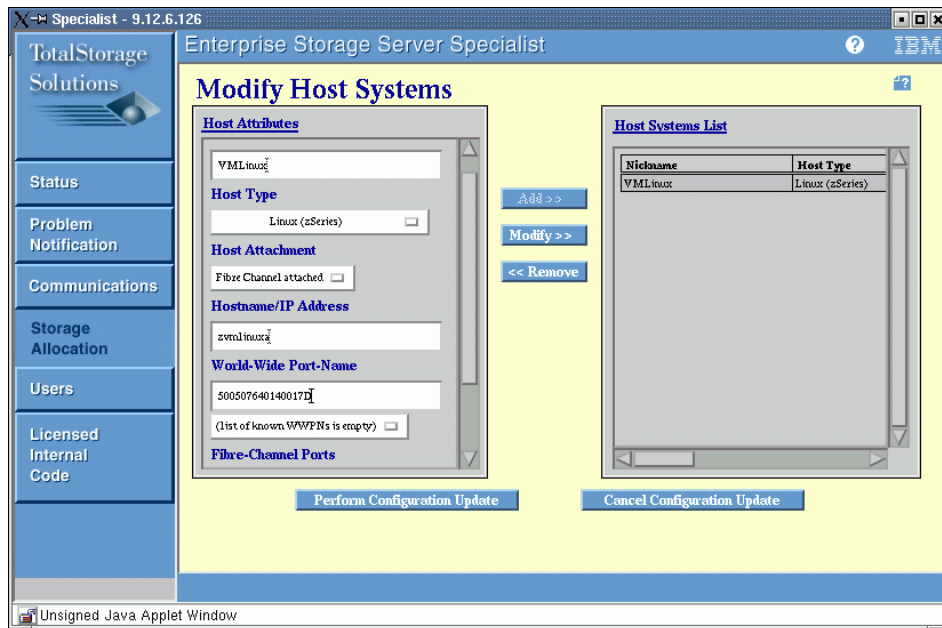 Specialist - 9.12.6.126
TotalStorage
Solutions
Enterprise Storage Server Specialist
?
IBM
Status
Problem
Notification
Communications
Storage
Allocation
Users
Licensed
Internal
Code
Modify Host Systems
?
Host Attributes
VMLinux
Host Type
Linux (zSeries)
Host Attachment
Fibre Channel attached
Hostname/IP Address
zvmlinuxa
World-Wide Port-Name
500507640140017D
(list of known WWPNs is empty)
Fibre-Channel Ports
Add >>
Modify >>
<< Remove
Host Systems List
Nickname Host Type
VMLinux Linux (zSeries)
Perform Configuration Update
Cancel Configuration Update
Unsigned Java Applet Window